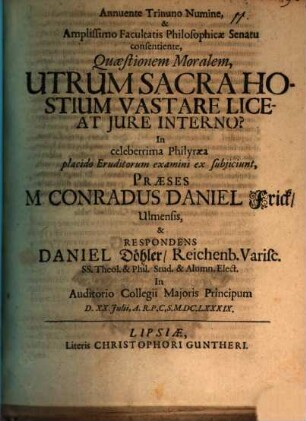 Annuente Trinuno Numine,
&
Amplissimo Facultatis Philosophicæ Senatu
consentiente,
Quæstionem Moralem,
UTRUM SACRA HO-
STIUM VASTARE LICE-
AT JURE INTERNO?
In
celeberrima Philyræa
placido Eruditorum examini ex subjiciunt,
PRÆSES
M CONRADUS DANIEL Frick/
Ulmensis,
&
RESPONDENS
DANIEL Döhler/ Reichenb. Varisc.
SS. Theol. & Phil. Stud. & Alumn. Elect.
In
Auditorio Collegii Majoris Principum
D. XX. Julii, A. R. P. C. S. M. DC. LXXXIX.
LIPSIÆ,
Literis CHRISTOPHORI GUNTHERI.